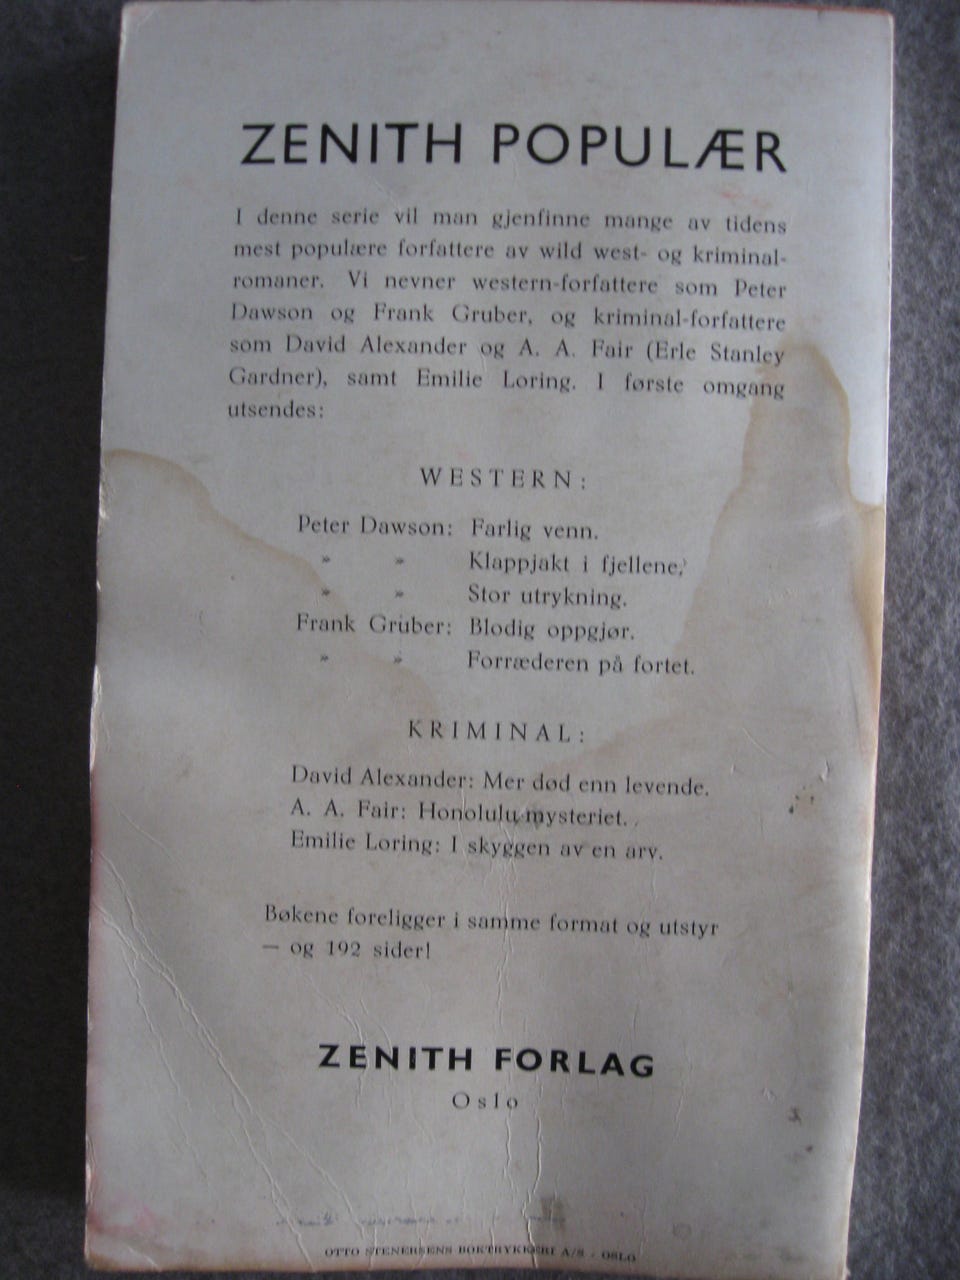 ZENITH POPULÆR
I denne serie vil man gjenfinne mange av tidens
mest populære forfattere av wild west- og kriminal-
romaner. Vi nevner western-forfattere som Peter
Dawson og Frank Gruber, og kriminal-forfattere
som David Alexander og A. A. Fair (Erle Stanley
Gardner), samt Emilie Loring. I første omgang
utsendes:
WESTERN:
Peter Dawson: Farlig venn.
» » Klappjakt i fjellene.
» » Stor utrykning.
Frank Gruber: Blodig oppgjør.
» » Forræderen på fortet.
KRIMINAL:
David Alexander: Mer død enn levende.
A. A. Fair: Honolulu-mysteriet.
Emilie Loring: I skyggen av en arv.
Bøkene foreligger i samme format og utstyr
— og 192 sider!
ZENITH FORLAG
Oslo
OTTO STENERSENS BOKTRYKKERI A/S - OSLO